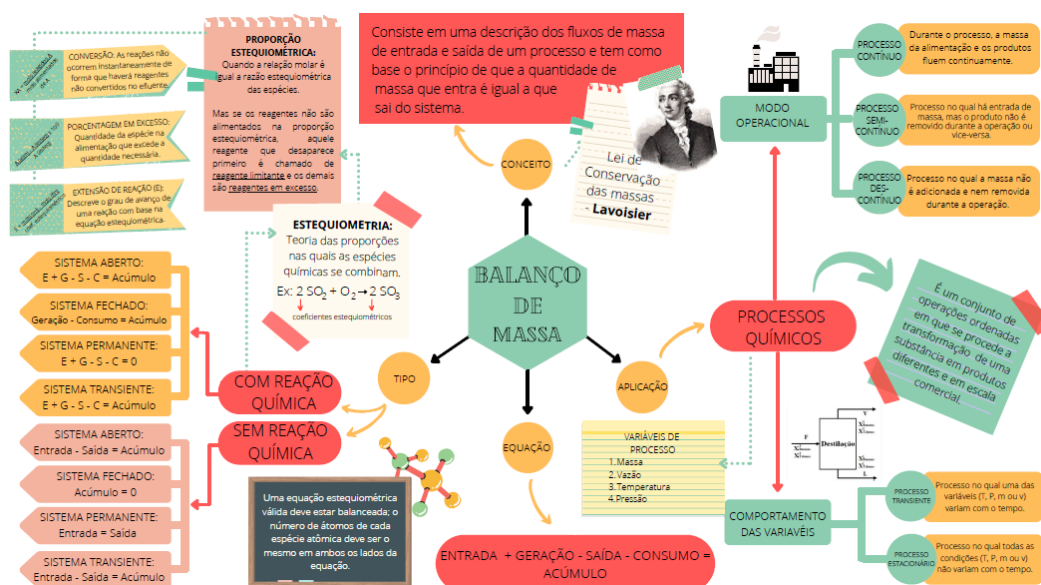 CONVERSÃO: As reações não
ocorrem instantaneamente de
forma que haverá reagentes
não convertidos no efluente.
PORCENTAGEM EM EXCESSO:
Quantidade da espécie na
alimentação que excede a
quantidade necessária.
EXTENSÃO DE REAÇÃO (E):
Descreve o grau de avanço de
uma reação com base na
equação estequiométrica.
PROPORÇÃO
ESTEQUIOMÉTRICA:
Quando a relação molar é
igual a razão estequiométrica
das espécies.
Mas se os reagentes não são
alimentados na proporção
estequiométrica, aquele
reagente que desaparece
primeiro é chamado de
reagente limitante e os demais
são reagentes em excesso.
Consiste em uma descrição dos fluxos de massa
de entrada e saída de um processo e tem como
base o princípio de que a quantidade de
massa que entra é igual a que
sai do sistema.
CONCEITO
Lei de
Conservação
das massas
- Lavoisier
MODO
OPERACIONAL
PROCESSO
CONTÍNUO
Durante o processo, a massa
da alimentação e os produtos
fluem continuamente.
PROCESSO
SEMI-
CONTÍNUO
Processo no qual há entrada de
massa, mas o produto não é
removido durante a operação ou
vice-versa.
PROCESSO
DES-
CONTÍNUO
Processo no qual a massa não
é adicionada e nem removida
durante a operação.
ESTEQUIOMÉTRIA:
Teoria das proporções
nas quais as espécies
químicas se combinam.
Ex: 2 SO₂ + O₂ → 2 SO₃
coeficientes estequiométricos
BALANÇO
DE
MASSA
PROCESSOS
QUÍMICOS
É um conjunto de
operações ordenadas
em que se procede a
transformação de uma
substância em produtos
diferentes e em escala
comercial.
SISTEMA ABERTO:
E + G - S - C = Acúmulo
SISTEMA FECHADO:
Geração - Consumo = Acúmulo
SISTEMA PERMANENTE:
E + G - S - C = 0
SISTEMA TRANSIENTE:
E + G - S - C = Acúmulo
COM REAÇÃO
QUÍMICA
TIPO
APLICAÇÃO
SEM REAÇÃO
QUÍMICA
SISTEMA ABERTO:
Entrada - Saída = Acúmulo
SISTEMA FECHADO:
Acúmulo = 0
SISTEMA PERMANENTE:
Entrada = Saída
SISTEMA TRANSIENTE:
Entrada - Saída = Acúmulo
Uma equação estequiométrica
válida deve estar balanceada; o
número de átomos de cada
espécie atômica deve ser o
mesmo em ambos os lados da
equação.
EQUAÇÃO
ENTRADA + GERAÇÃO - SAÍDA - CONSUMO =
ACÚMULO
VARIÁVEIS DE
PROCESSO
1. Massa
2. Vazão
3. Temperatura
4. Pressão
F
Destilação
V
L
COMPORTAMENTO
DAS VARIAVÉIS
PROCESSO
TRANSIENTE
Processo no qual uma das
variáveis (T, P, m ou v)
variam com o tempo.
PROCESSO
ESTACIONÁRIO
Processo no qual todas as
condições (T, P, m ou v)
não variam com o tempo.